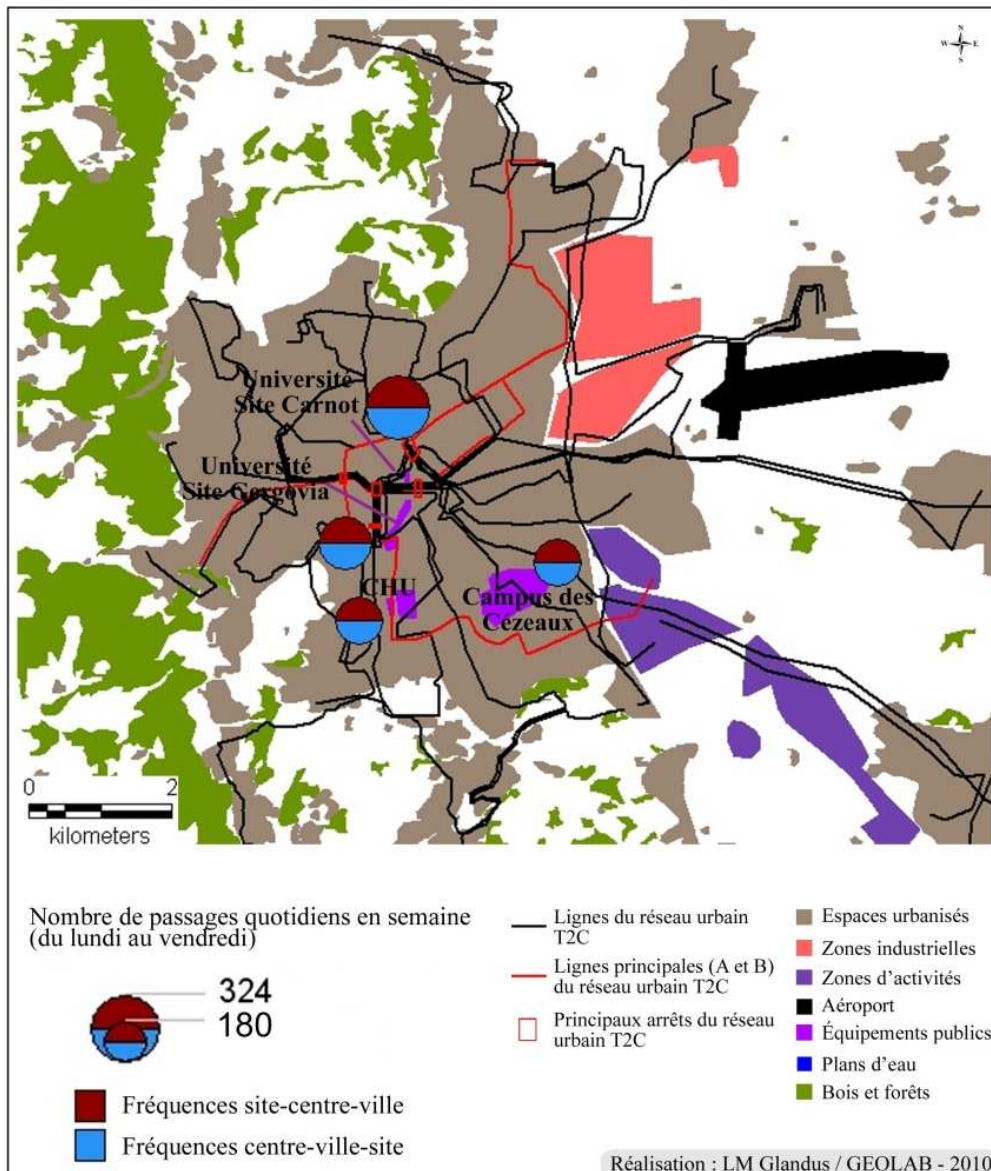 N
W E
S
Université
Site Carnot
Université
Site Gergovia
CHU
Campus des
Cézeaux
0 2
kilometers
Nombre de passages quotidiens en semaine
(du lundi au vendredi)
324
180
Fréquences site-centre-ville
Fréquences centre-ville-site
Lignes du réseau urbain
T2C
Lignes principales (A et B)
du réseau urbain T2C
Principaux arrêts du réseau
urbain T2C
Espaces urbanisés
Zones industrielles
Zones d'activités
Aéroport
Équipements publics
Plans d'eau
Bois et forêts
Réalisation : LM Glandus / GEOLAB - 2010